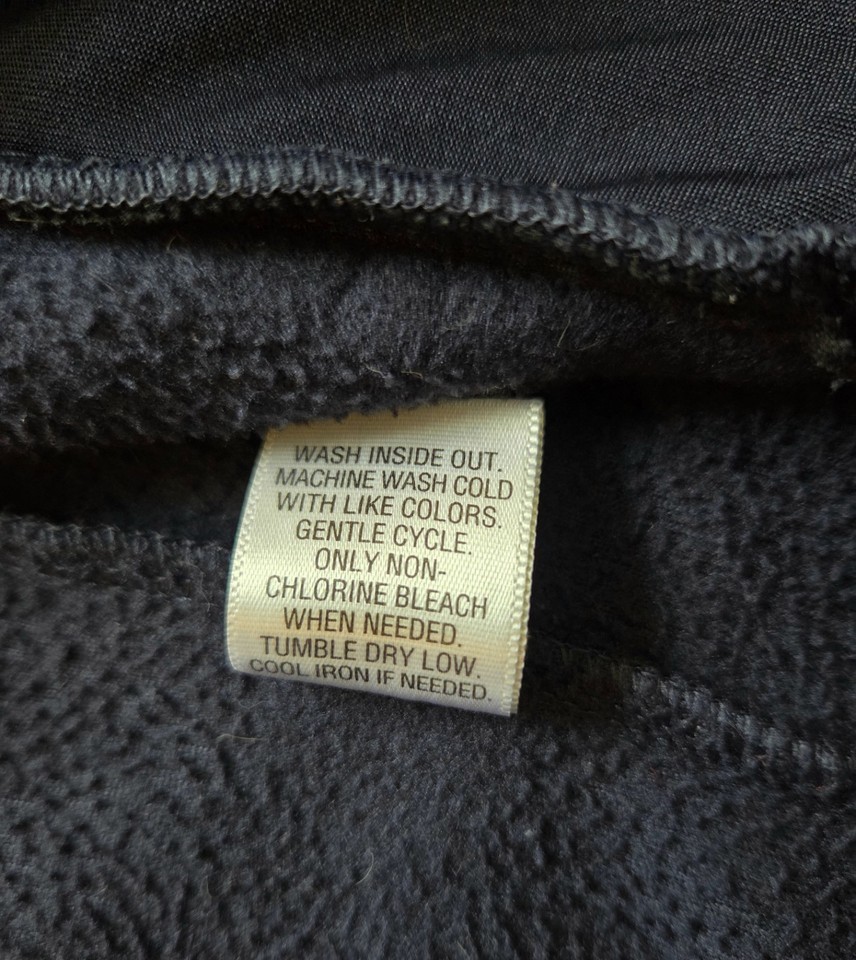 WASH INSIDE OUT.
MACHINE WASH COLD
WITH LIKE COLORS.
GENTLE CYCLE.
ONLY NON-
CHLORINE BLEACH
WHEN NEEDED.
TUMBLE DRY LOW.
COOL IRON IF NEEDED.